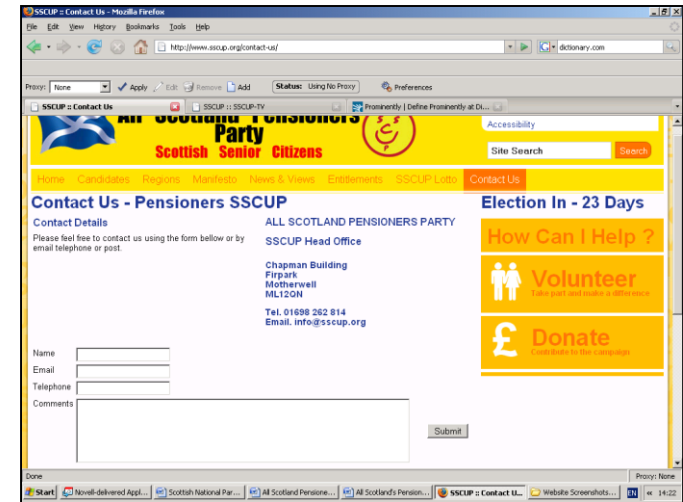 SSCUP :: Contact Us - Mozilla Firefox
File Edit View History Bookmarks Tools Help
http://www.sscup.org/contact-us/
dictionary.com
Proxy: None Apply Edit Remove Add Status: Using No Proxy Preferences
SSCUP :: Contact Us SSCUP :: SSCUP-TV Prominently | Define Prominently at Di...
All Scotland Pensioners
Party
Scottish Senior Citizens
Accessibility
Site Search Search
Home Candidates Regions Manifesto News & Views Entitlements SSCUP Lotto Contact Us
Contact Us - Pensioners SSCUP
Election In - 23 Days
Contact Details
Please feel free to contact us using the form bellow or by
email telephone or post.
ALL SCOTLAND PENSIONERS PARTY
SSCUP Head Office
Chapman Building
Firpark
Motherwell
ML12QN
Tel. 01698 262 814
Email. info@sscup.org
How Can I Help ?
Volunteer
Take part and make a difference
£ Donate
Contribute to the campaign
Name
Email
Telephone
Comments
Submit
Done Proxy: None
Start Novell-delivered Appl... Scottish National Par... All Scotland Pensione... All Scotland's Pension... SSCUP :: Contact U... Website Screenshots... EN « 14:22